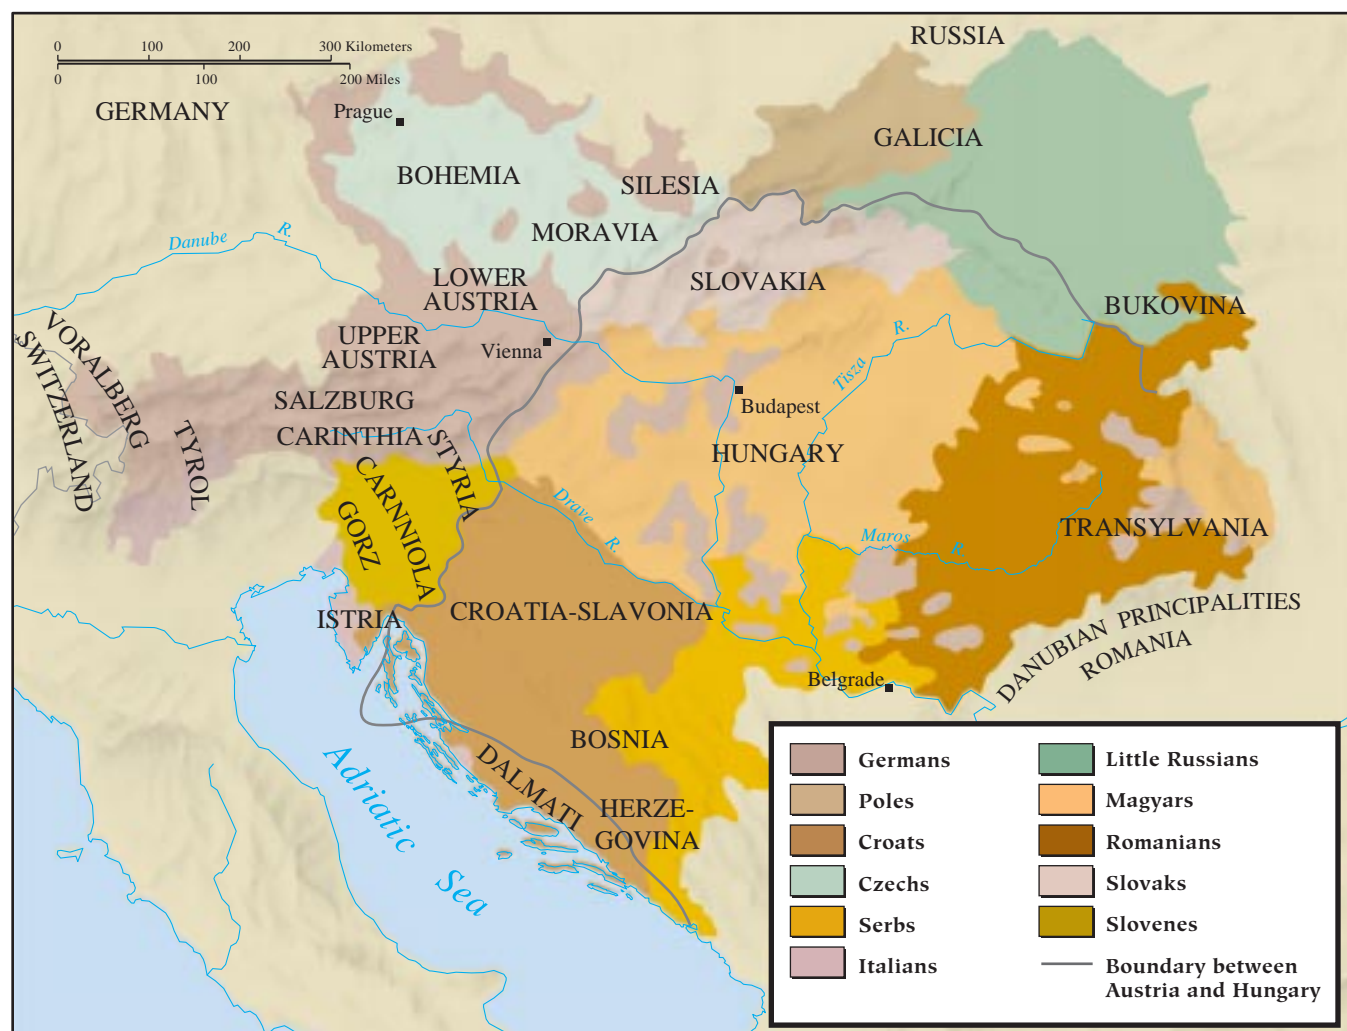 0 100 200 300 Kilometers
0 100 200 Miles
RUSSIA
GERMANY
Prague
GALICIA
BOHEMIA
SILESIA
MORAVIA
Danube R.
LOWER
AUSTRIA
SLOVAKIA
BUKOVINA
VORALBERG
SWITZERLAND
UPPER
AUSTRIA
Vienna
Tisza R.
SALZBURG
Budapest
CARINTHIA
STYRIA
TYROL
HUNGARY
CARNNIOLA
GORZ
Drave R.
Maros R.
TRANSYLVANIA
ISTRIA
CROATIA-SLAVONIA
DANUBIAN PRINCIPALITIES
ROMANIA
Belgrade
BOSNIA
DALMATI
HERZE-
GOVINA
Adriatic Sea
Germans
Poles
Croats
Czechs
Serbs
Italians
Little Russians
Magyars
Romanians
Slovaks
Slovenes
Boundary between
Austria and Hungary